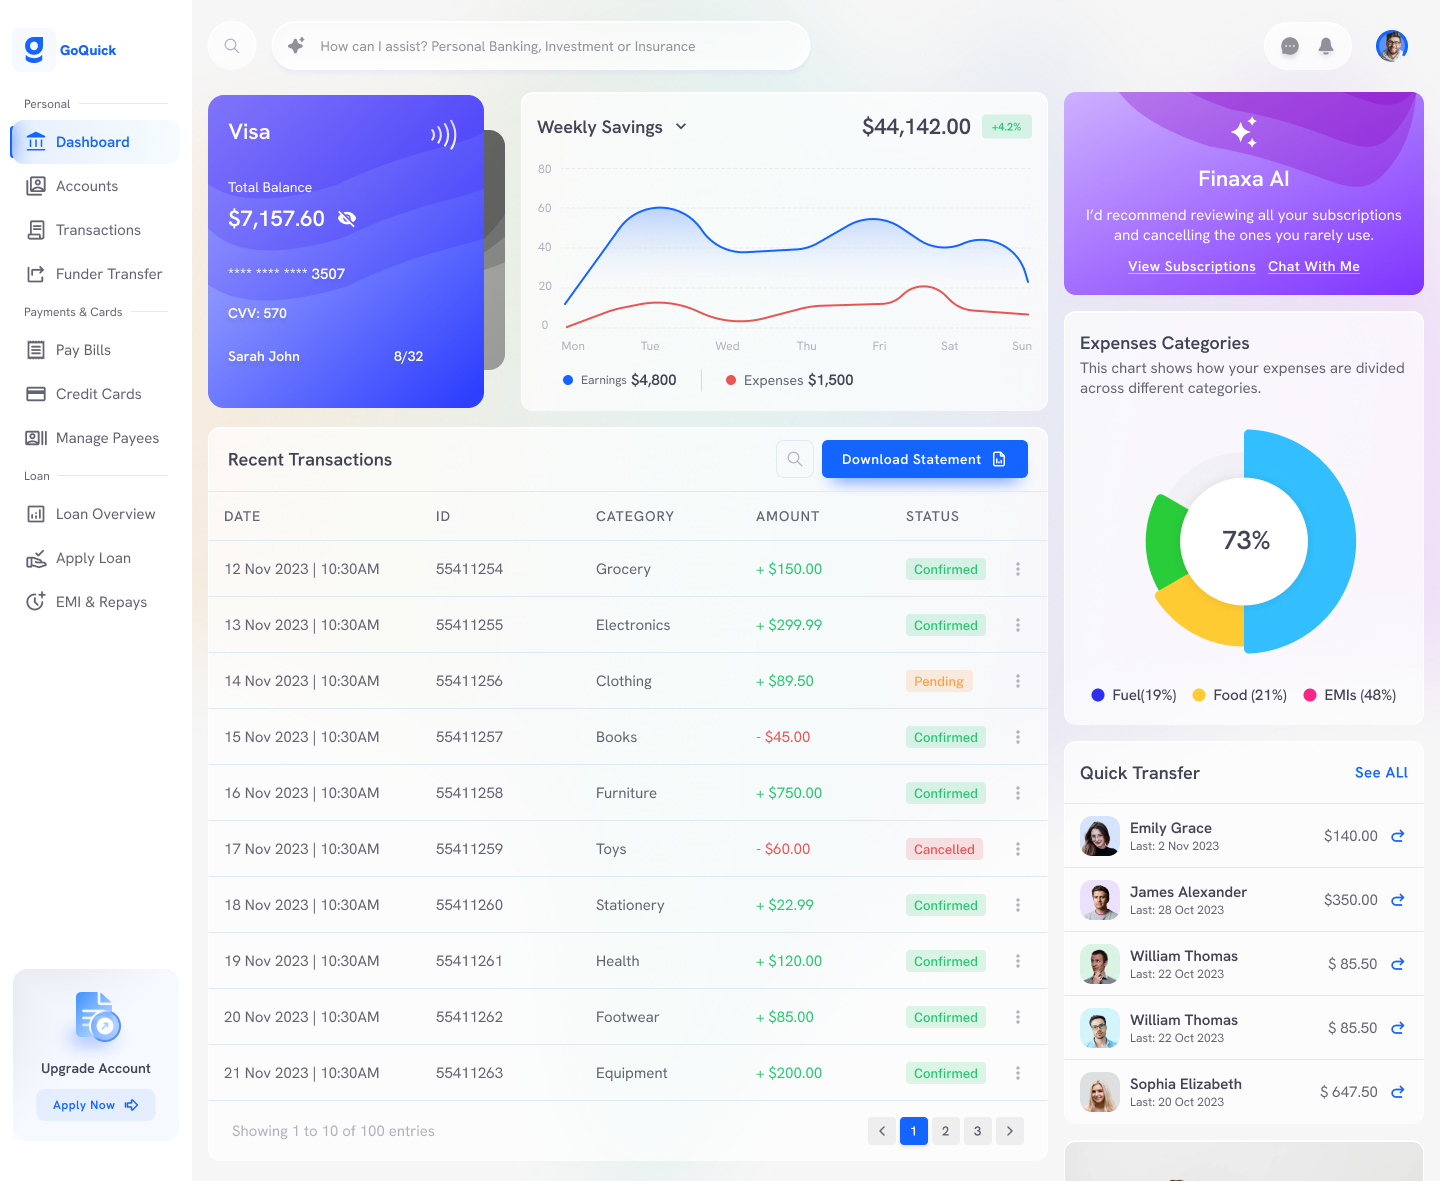 GoQuick
How can I assist? Personal Banking, Investment or Insurance
Personal
Dashboard
Accounts
Transactions
Funder Transfer
Payments & Cards
Pay Bills
Credit Cards
Manage Payees
Loan
Loan Overview
Apply Loan
EMI & Repays
Upgrade Account
Apply Now
Visa
Total Balance
$7,157.60
**** **** **** 3507
CVV: 570
Sarah John 8/32
Weekly Savings $44,142.00 +4.2%
80
60
40
20
0
Mon Tue Wed Thu Fri Sat Sun
Earnings $4,800 Expenses $1,500
Finaxa AI
I'd recommend reviewing all your subscriptions
and cancelling the ones you rarely use.
View Subscriptions Chat With Me
Recent Transactions Download Statement
DATE ID CATEGORY AMOUNT STATUS
12 Nov 2023 | 10:30AM 55411254 Grocery + $150.00 Confirmed
13 Nov 2023 | 10:30AM 55411255 Electronics + $299.99 Confirmed
14 Nov 2023 | 10:30AM 55411256 Clothing + $89.50 Pending
15 Nov 2023 | 10:30AM 55411257 Books - $45.00 Confirmed
16 Nov 2023 | 10:30AM 55411258 Furniture + $750.00 Confirmed
17 Nov 2023 | 10:30AM 55411259 Toys - $60.00 Cancelled
18 Nov 2023 | 10:30AM 55411260 Stationery + $22.99 Confirmed
19 Nov 2023 | 10:30AM 55411261 Health + $120.00 Confirmed
20 Nov 2023 | 10:30AM 55411262 Footwear + $85.00 Confirmed
21 Nov 2023 | 10:30AM 55411263 Equipment + $200.00 Confirmed
Showing 1 to 10 of 100 entries 1 2 3
Expenses Categories
This chart shows how your expenses are divided
across different categories.
73%
Fuel(19%) Food (21%) EMIs (48%)
Quick Transfer See ALl
Emily Grace
Last: 2 Nov 2023
$140.00
James Alexander
Last: 28 Oct 2023
$350.00
William Thomas
Last: 22 Oct 2023
$ 85.50
William Thomas
Last: 22 Oct 2023
$ 85.50
Sophia Elizabeth
Last: 20 Oct 2023
$ 647.50